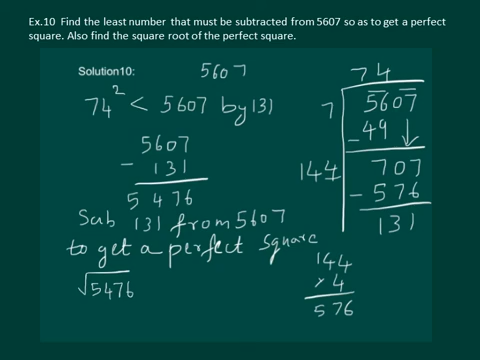 Ex.10 Find the least number that must be subtracted from 5607 so as to get a perfect
square. Also find the square root of the perfect square.
Solution10:
5607
74² < 5607 by 131
5607
- 131
5476
Sub 131 from 5607
to get a perfect square
√5476
74
7 5607
- 49 ↓
144 707
- 576
131
144
× 4
576